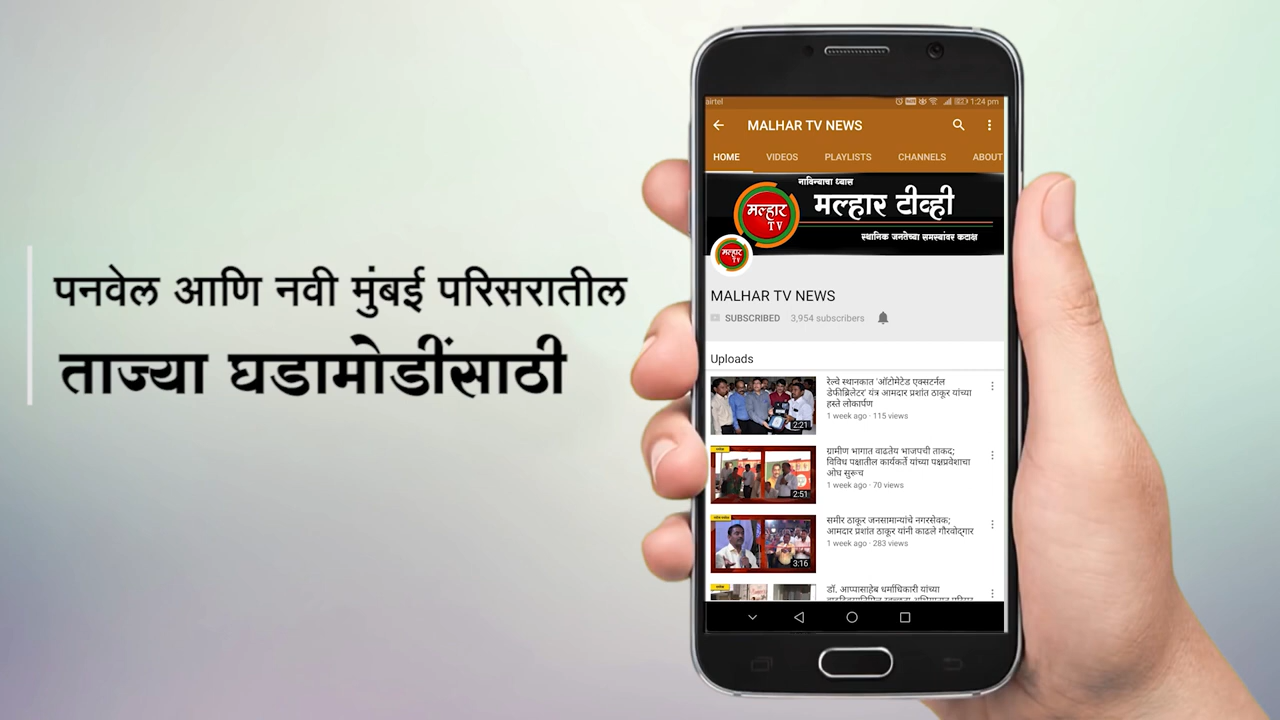 पनवेल आणि नवी मुंबई परिसरातील
ताज्या घडामोडींसाठी
airtel
1:24 pm
MALHAR TV NEWS
HOME VIDEOS PLAYLISTS CHANNELS ABOUT
नाविन्याचा ध्यास
मल्हार टीव्ही
मल्हार
TV
स्थानिक जनतेच्या समस्यांवर कटाक्ष
मल्हार
TV
MALHAR TV NEWS
SUBSCRIBED 3,954 subscribers
Uploads
रेल्वे स्थानकात 'ऑटोमेटेड एक्सटर्नल
डेफीब्रिलेटर' यंत्र आमदार प्रशांत ठाकूर यांच्या
हस्ते लोकार्पण
1 week ago · 115 views
2:21
ग्रामीण भागात वाढतेय भाजपची ताकद;
विविध पक्षातील कार्यकर्ते यांच्या पक्षप्रवेशाचा
ओघ सुरूच
1 week ago · 70 views
2:51
समीर ठाकूर जनसामान्यांचे नगरसेवक;
आमदार प्रशांत ठाकूर यांनी काढले गौरवोद्गार
1 week ago · 283 views
3:16
डॉ. आप्पासाहेब धर्माधिकारी यांच्या